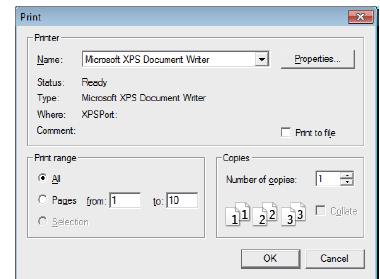 Print
Printer
Name: Microsoft XPS Document Writer Properties...
Status: Ready
Type: Microsoft XPS Document Writer
Where: XPSPort:
Comment: Print to file
Print range
All
Pages from: 1 to: 10
Selection
Copies
Number of copies: 1
1 1 2 2 3 3 Collate
OK Cancel